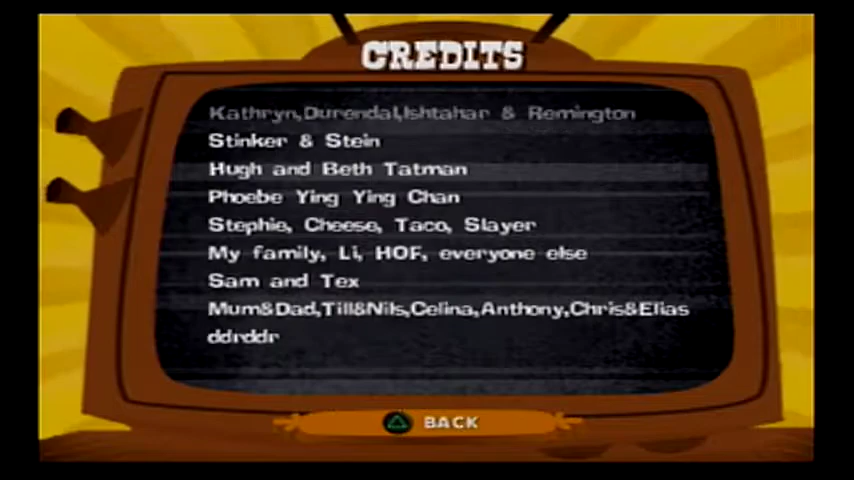 CREDITS
Kathryn,Durendal,Ishtahar & Remington
Stinker & Stein
Hugh and Beth Tatman
Phoebe Ying Ying Chan
Stephie, Cheese, Taco, Slayer
My family, Li, HOF, everyone else
Sam and Tex
Mum&Dad,Till&Nils,Celina,Anthony,Chris&Elias
ddrddr
BACK